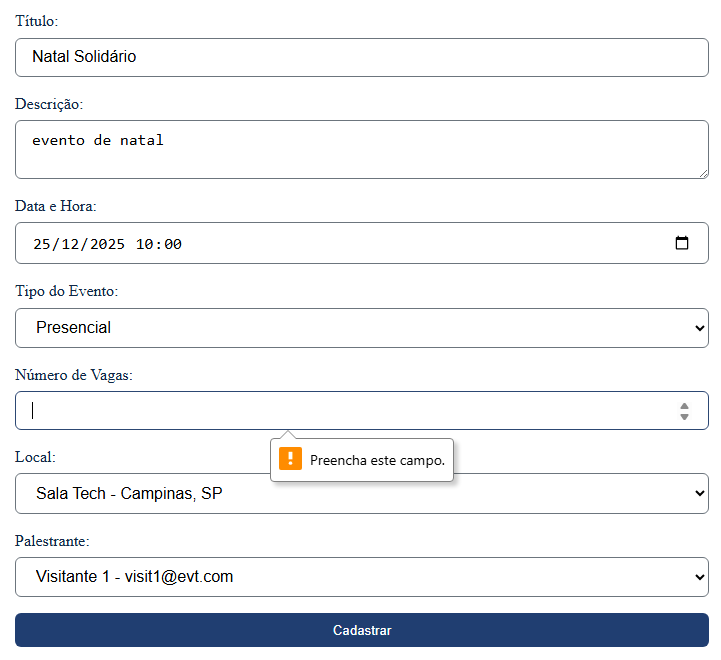 Título:
Natal Solidário
Descrição:
evento de natal
Data e Hora:
25/12/2025 10:00
Tipo do Evento:
Presencial
Número de Vagas:
Preencha este campo.
Local:
Sala Tech - Campinas, SP
Palestrante:
Visitante 1 - visit1@evt.com
Cadastrar